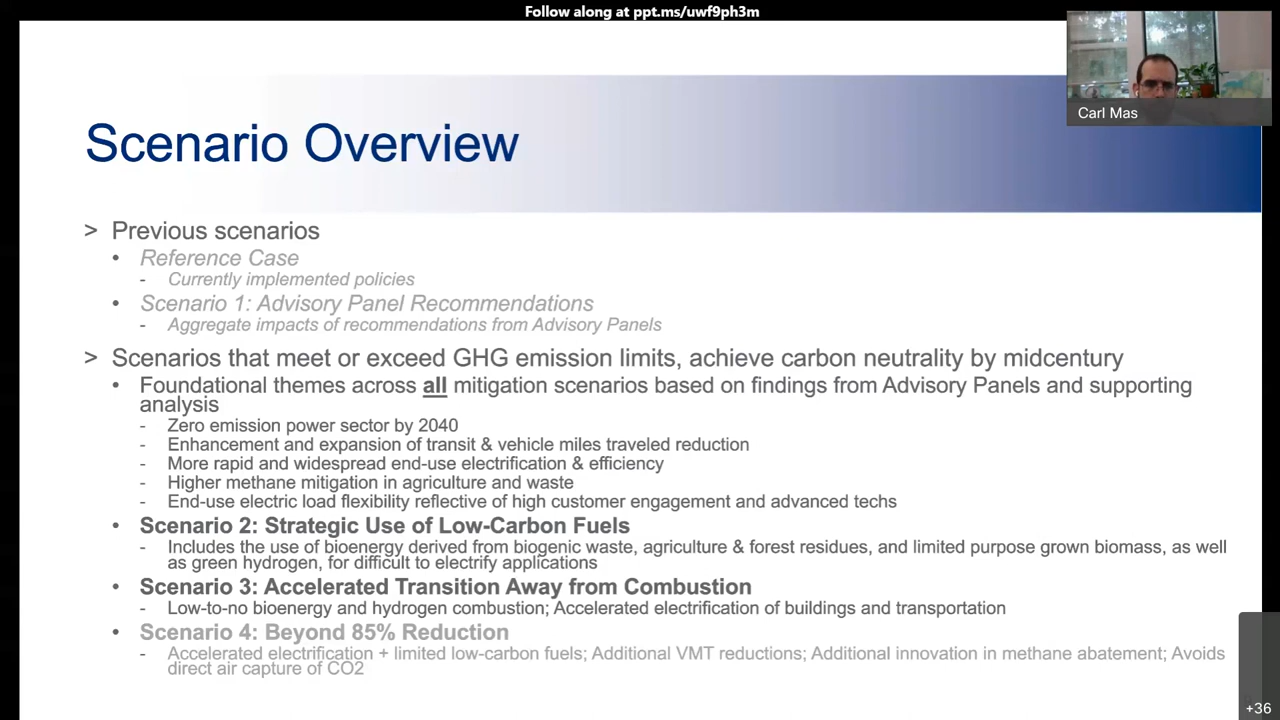 Follow along at ppt.ms/uwf9ph3m
Carl Mas
Scenario Overview
> Previous scenarios
• Reference Case
- Currently implemented policies
• Scenario 1: Advisory Panel Recommendations
- Aggregate impacts of recommendations from Advisory Panels
> Scenarios that meet or exceed GHG emission limits, achieve carbon neutrality by midcentury
• Foundational themes across all mitigation scenarios based on findings from Advisory Panels and supporting
analysis
- Zero emission power sector by 2040
- Enhancement and expansion of transit & vehicle miles traveled reduction
- More rapid and widespread end-use electrification & efficiency
- Higher methane mitigation in agriculture and waste
- End-use electric load flexibility reflective of high customer engagement and advanced techs
• Scenario 2: Strategic Use of Low-Carbon Fuels
- Includes the use of bioenergy derived from biogenic waste, agriculture & forest residues, and limited purpose grown biomass, as well
as green hydrogen, for difficult to electrify applications
• Scenario 3: Accelerated Transition Away from Combustion
- Low-to-no bioenergy and hydrogen combustion; Accelerated electrification of buildings and transportation
• Scenario 4: Beyond 85% Reduction
- Accelerated electrification + limited low-carbon fuels; Additional VMT reductions; Additional innovation in methane abatement; Avoids
direct air capture of CO2
+36